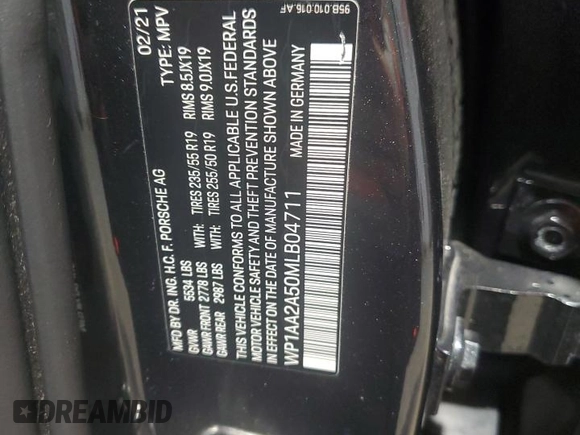 MFD BY DR. ING. H.C. F. PORSCHE AG 02/21
GVWR 5534 LBS TYPE: MPV
GAWR FRONT 2778 LBS WITH TIRES 235/55 R19 RIMS 8.5JX19
GAWR REAR 2987 LBS WITH TIRES 255/50 R19 RIMS 9.0JX19
THIS VEHICLE CONFORMS TO ALL APPLICABLE U.S. FEDERAL
MOTOR VEHICLE SAFETY AND THEFT PREVENTION STANDARDS
IN EFFECT ON THE DATE OF MANUFACTURE SHOWN ABOVE
WP1AA2A50MLB04711 MADE IN GERMANY
95B.010.016.AF
DREAMBID